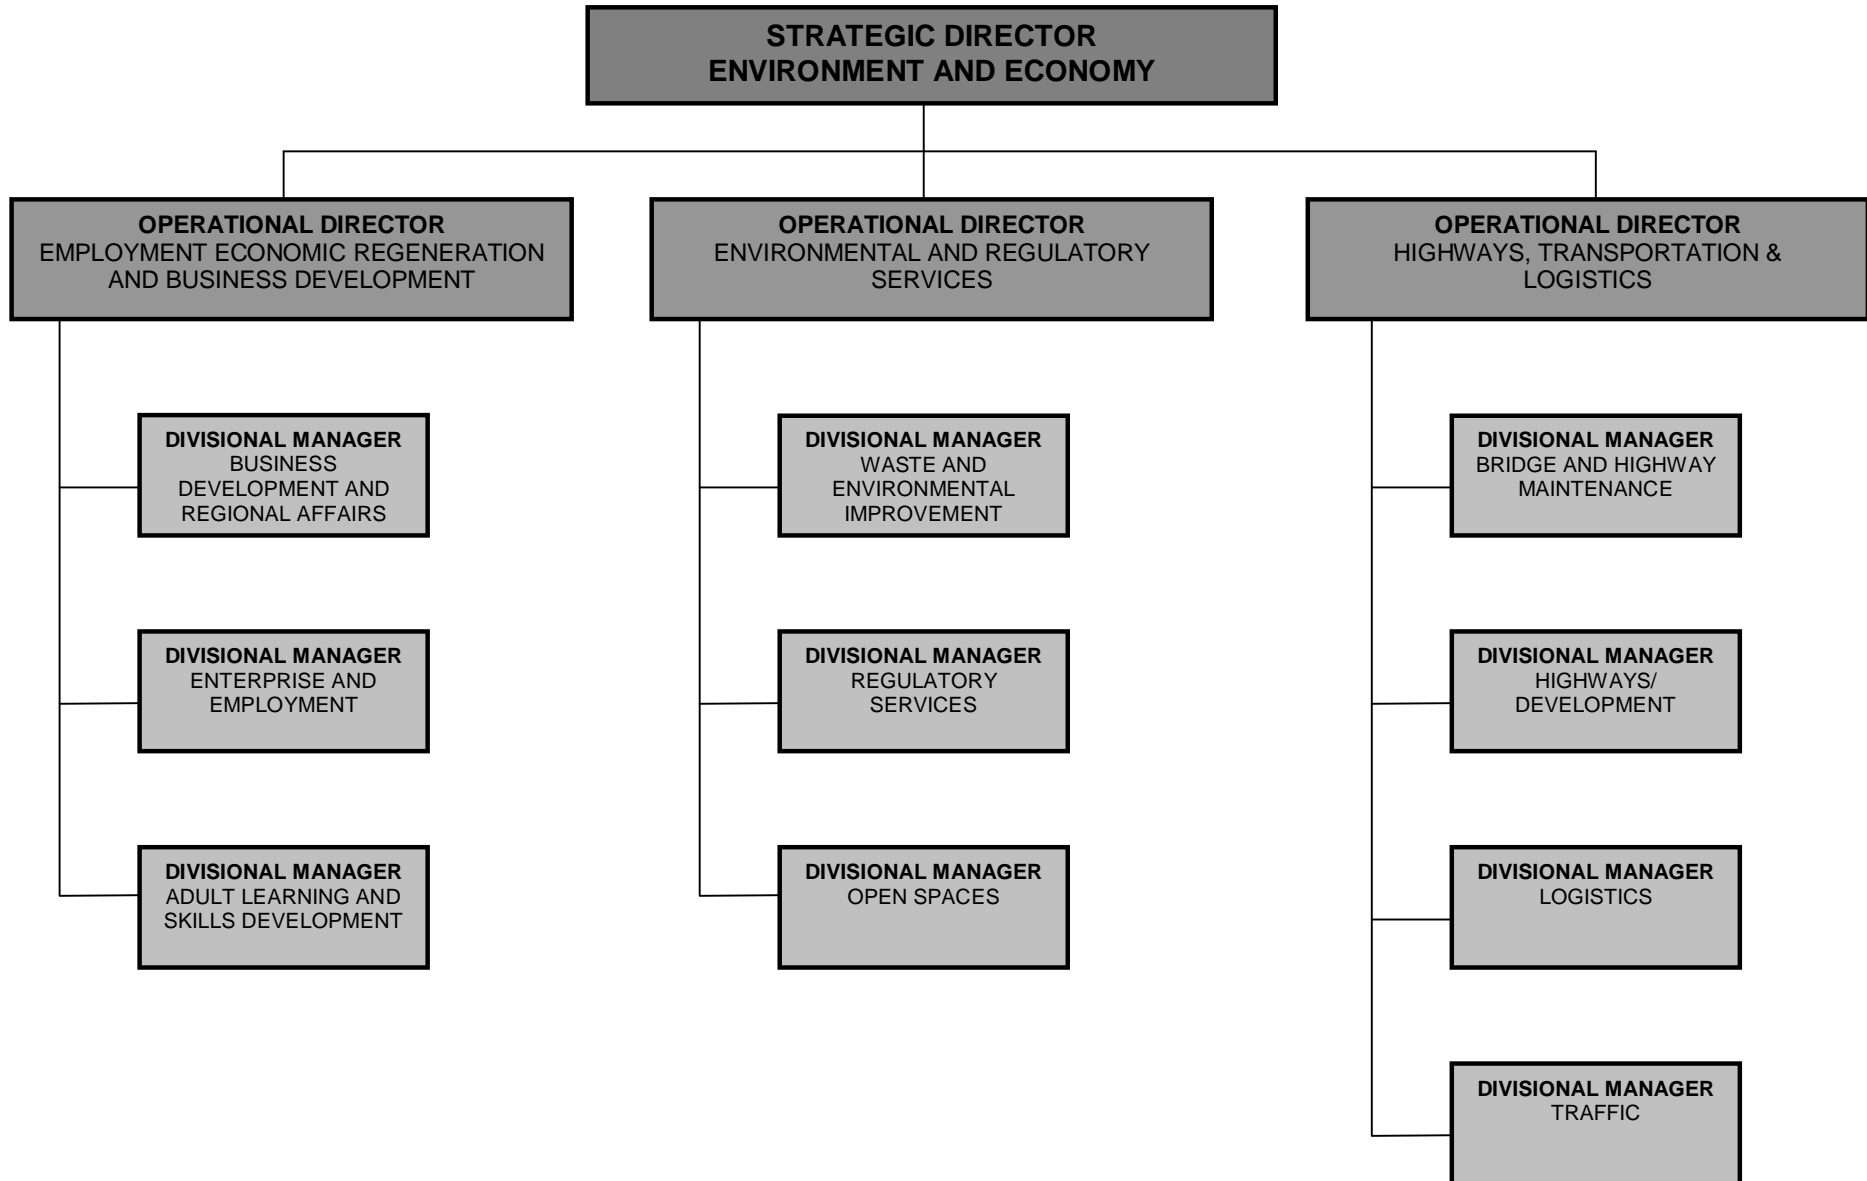 STRATEGIC DIRECTOR
ENVIRONMENT AND ECONOMY
OPERATIONAL DIRECTOR
EMPLOYMENT ECONOMIC REGENERATION
AND BUSINESS DEVELOPMENT
OPERATIONAL DIRECTOR
ENVIRONMENTAL AND REGULATORY
SERVICES
OPERATIONAL DIRECTOR
HIGHWAYS, TRANSPORTATION &
LOGISTICS
DIVISIONAL MANAGER
BUSINESS
DEVELOPMENT AND
REGIONAL AFFAIRS
DIVISIONAL MANAGER
WASTE AND
ENVIRONMENTAL
IMPROVEMENT
DIVISIONAL MANAGER
BRIDGE AND HIGHWAY
MAINTENANCE
DIVISIONAL MANAGER
ENTERPRISE AND
EMPLOYMENT
DIVISIONAL MANAGER
REGULATORY
SERVICES
DIVISIONAL MANAGER
HIGHWAYS/
DEVELOPMENT
DIVISIONAL MANAGER
ADULT LEARNING AND
SKILLS DEVELOPMENT
DIVISIONAL MANAGER
OPEN SPACES
DIVISIONAL MANAGER
LOGISTICS
DIVISIONAL MANAGER
TRAFFIC